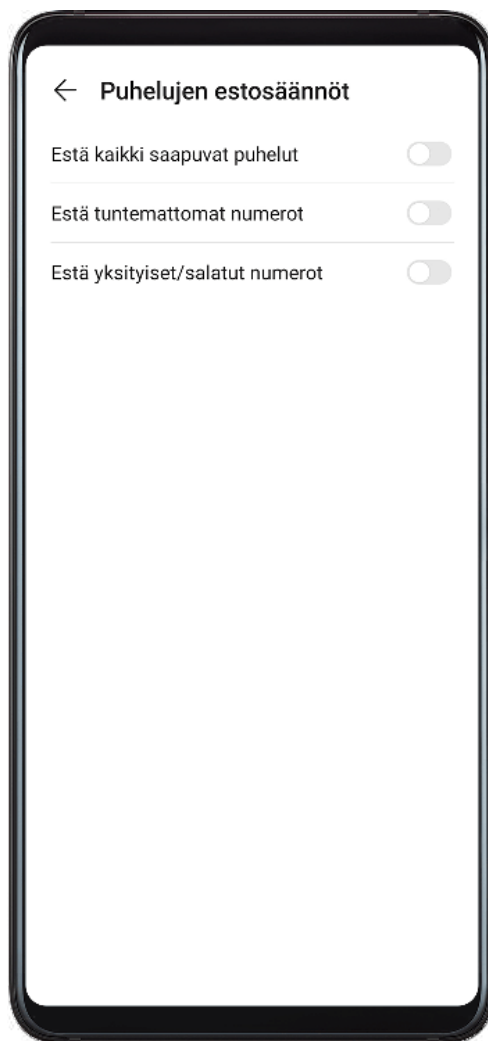 Puhelujen estosäännöt
Estä kaikki saapuvat puhelut
Estä tuntemattomat numerot
Estä yksityiset/salatut numerot